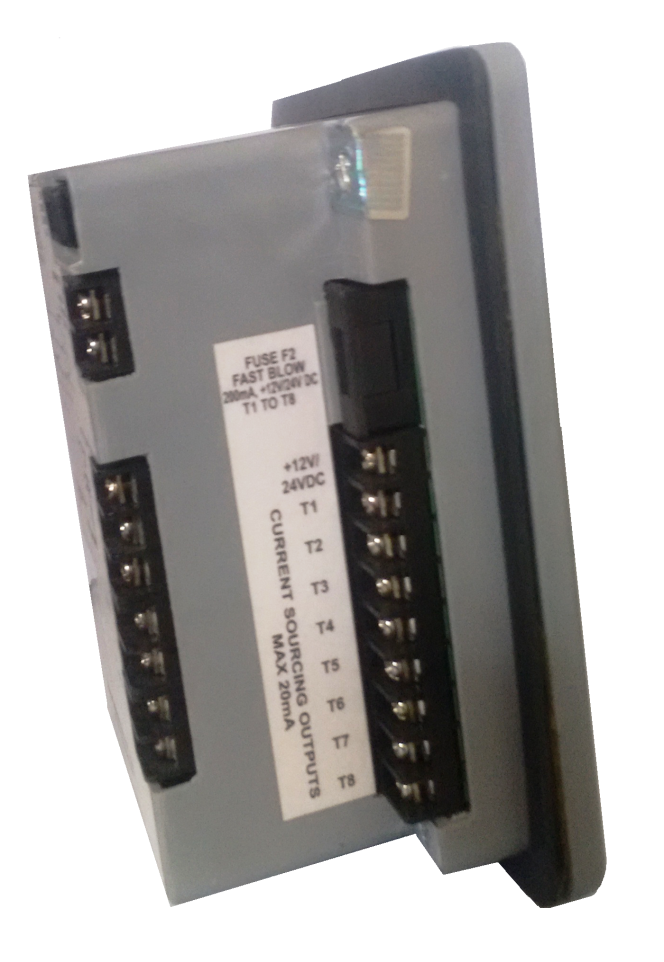 FUSE F2
FAST BLOW
200mA, +12V/24V DC
T1 TO T8
+12V/
24VDC
T1
T2
T3
T4
T5
T6
T7
T8
CURRENT SOURCING OUTPUTS
MAX 20mA